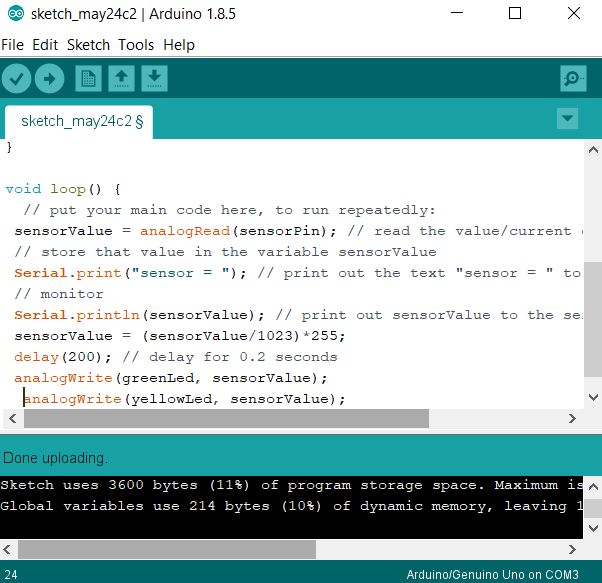 sketch_may24c2 | Arduino 1.8.5
File Edit Sketch Tools Help
sketch_may24c2 §
}
void loop() {
// put your main code here, to run repeatedly:
sensorValue = analogRead(sensorPin); // read the value/current
// store that value in the variable sensorValue
Serial.print("sensor = "); // print out the text "sensor = " to
// monitor
Serial.println(sensorValue); // print out sensorValue to the se
sensorValue = (sensorValue/1023)*255;
delay(200); // delay for 0.2 seconds
analogWrite(greenLed, sensorValue);
analogWrite(yellowLed, sensorValue);
Done uploading.
Sketch uses 3600 bytes (11%) of program storage space. Maximum is
Global variables use 214 bytes (10%) of dynamic memory, leaving 1
24
Arduino/Genuino Uno on COM3